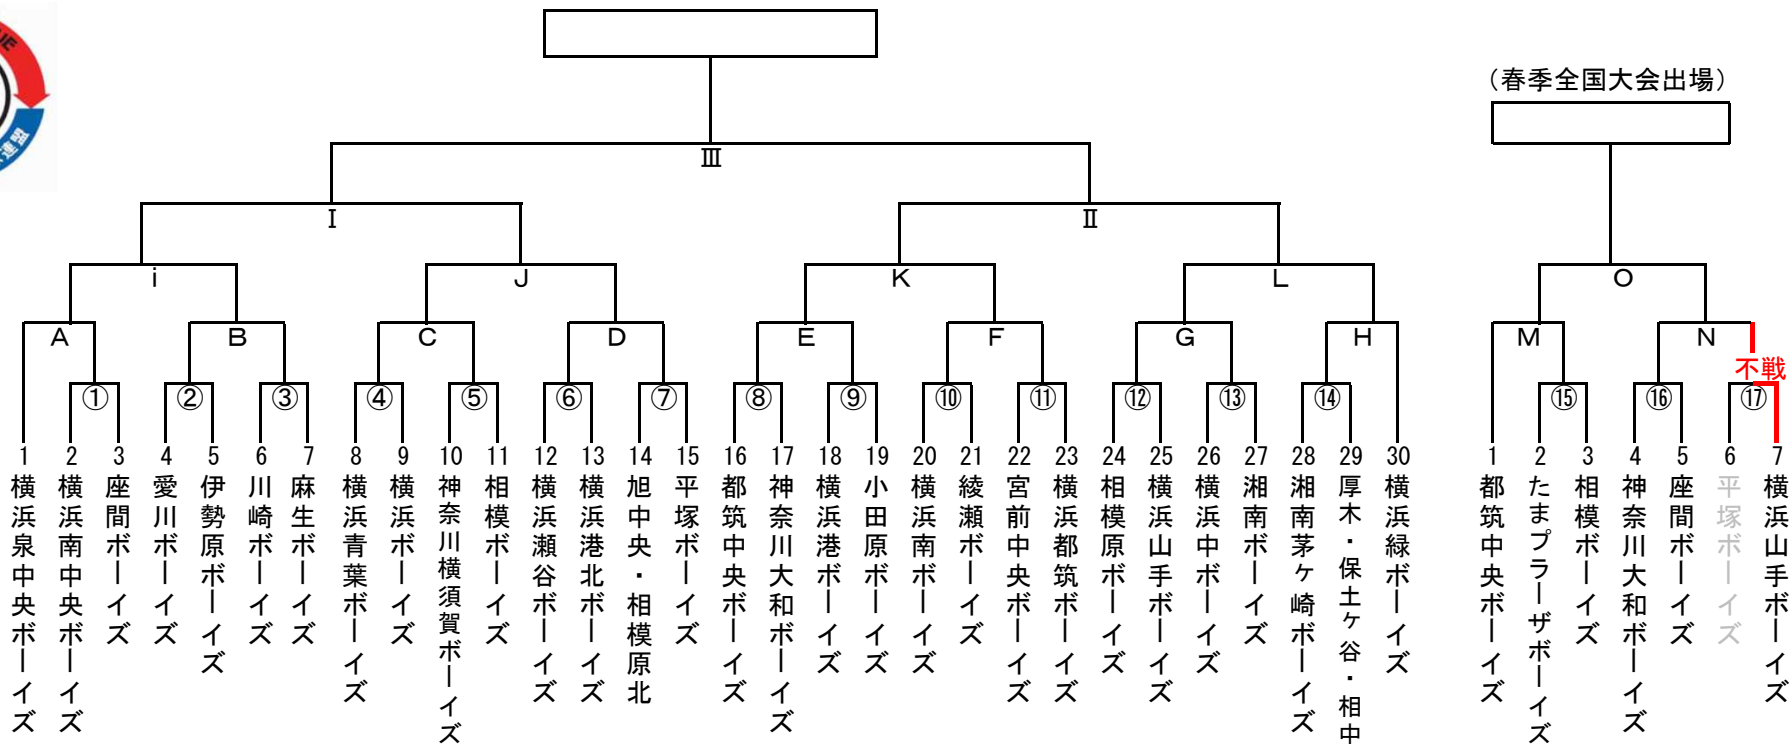 UE
連盟
(春季全国大会出場)
Ⅲ
Ⅰ
Ⅱ
i
J
K
L
O
A
B
C
D
E
F
G
H
M
N
不戦
①
②
③
④
⑤
⑥
⑦
⑧
⑨
⑩
⑪
⑫
⑬
⑭
⑮
⑯
⑰
1 横浜泉中央ボーイズ
2 横浜南中央ボーイズ
3 座間ボーイズ
4 愛川ボーイズ
5 伊勢原ボーイズ
6 川崎ボーイズ
7 麻生ボーイズ
8 横浜青葉ボーイズ
9 横浜ボーイズ
10 神奈川横須賀ボーイズ
11 相模ボーイズ
12 横浜瀬谷ボーイズ
13 横浜港北ボーイズ
14 旭中央・相模原北
15 平塚ボーイズ
16 都筑中央ボーイズ
17 神奈川大和ボーイズ
18 横浜港ボーイズ
19 小田原ボーイズ
20 横浜南ボーイズ
21 綾瀬ボーイズ
22 宮前中央ボーイズ
23 横浜都筑ボーイズ
24 相模原ボーイズ
25 横浜山手ボーイズ
26 横浜中ボーイズ
27 湘南ボーイズ
28 湘南茅ヶ崎ボーイズ
29 厚木・保土ヶ谷・相中
30 横浜緑ボーイズ
1 都筑中央ボーイズ
2 たまプラーザボーイズ
3 相模ボーイズ
4 神奈川大和ボーイズ
5 座間ボーイズ
6 平塚ボーイズ
7 横浜山手ボーイズ